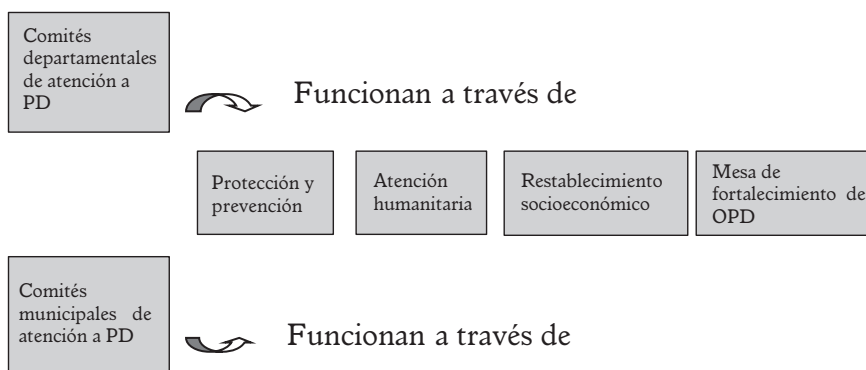 Comités
departamentales
de atención a
PD
Funcionan a través de
Protección y
prevención
Atención
humanitaria
Restablecimiento
socioeconómico
Mesa de
fortalecimiento de
OPD
Comités
municipales de
atención a PD
Funcionan a través de